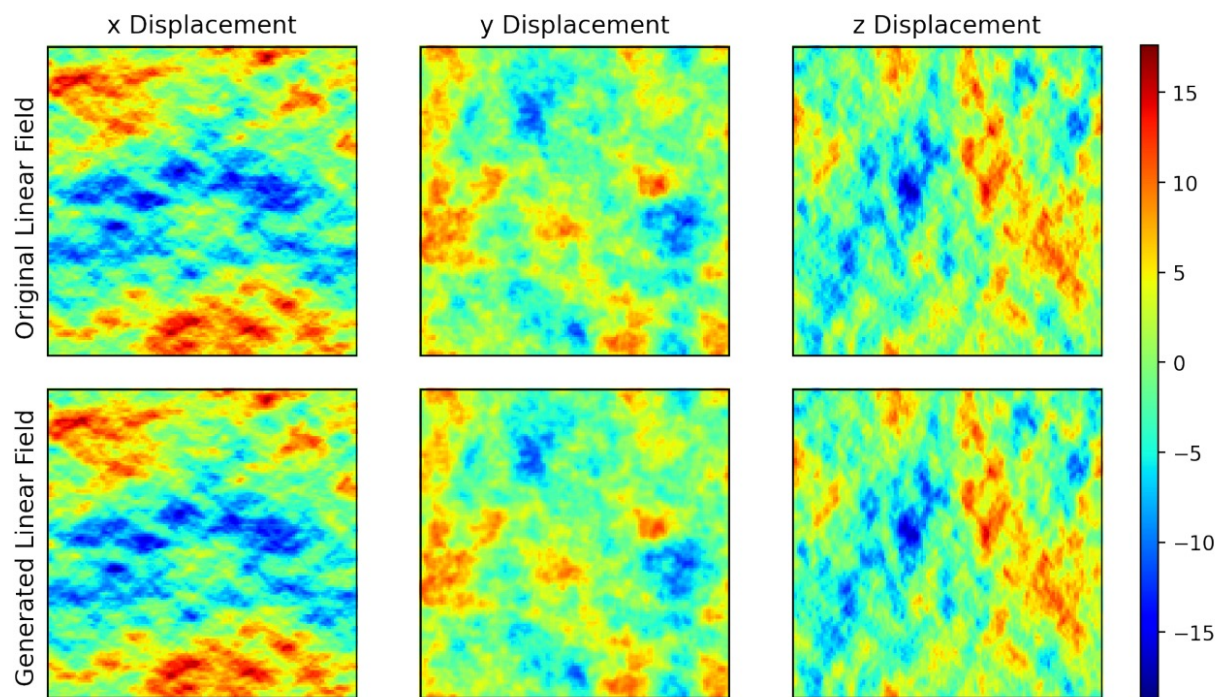 x Displacement
y Displacement
z Displacement
Original Linear Field
Generated Linear Field
15
10
5
0
−5
−10
−15